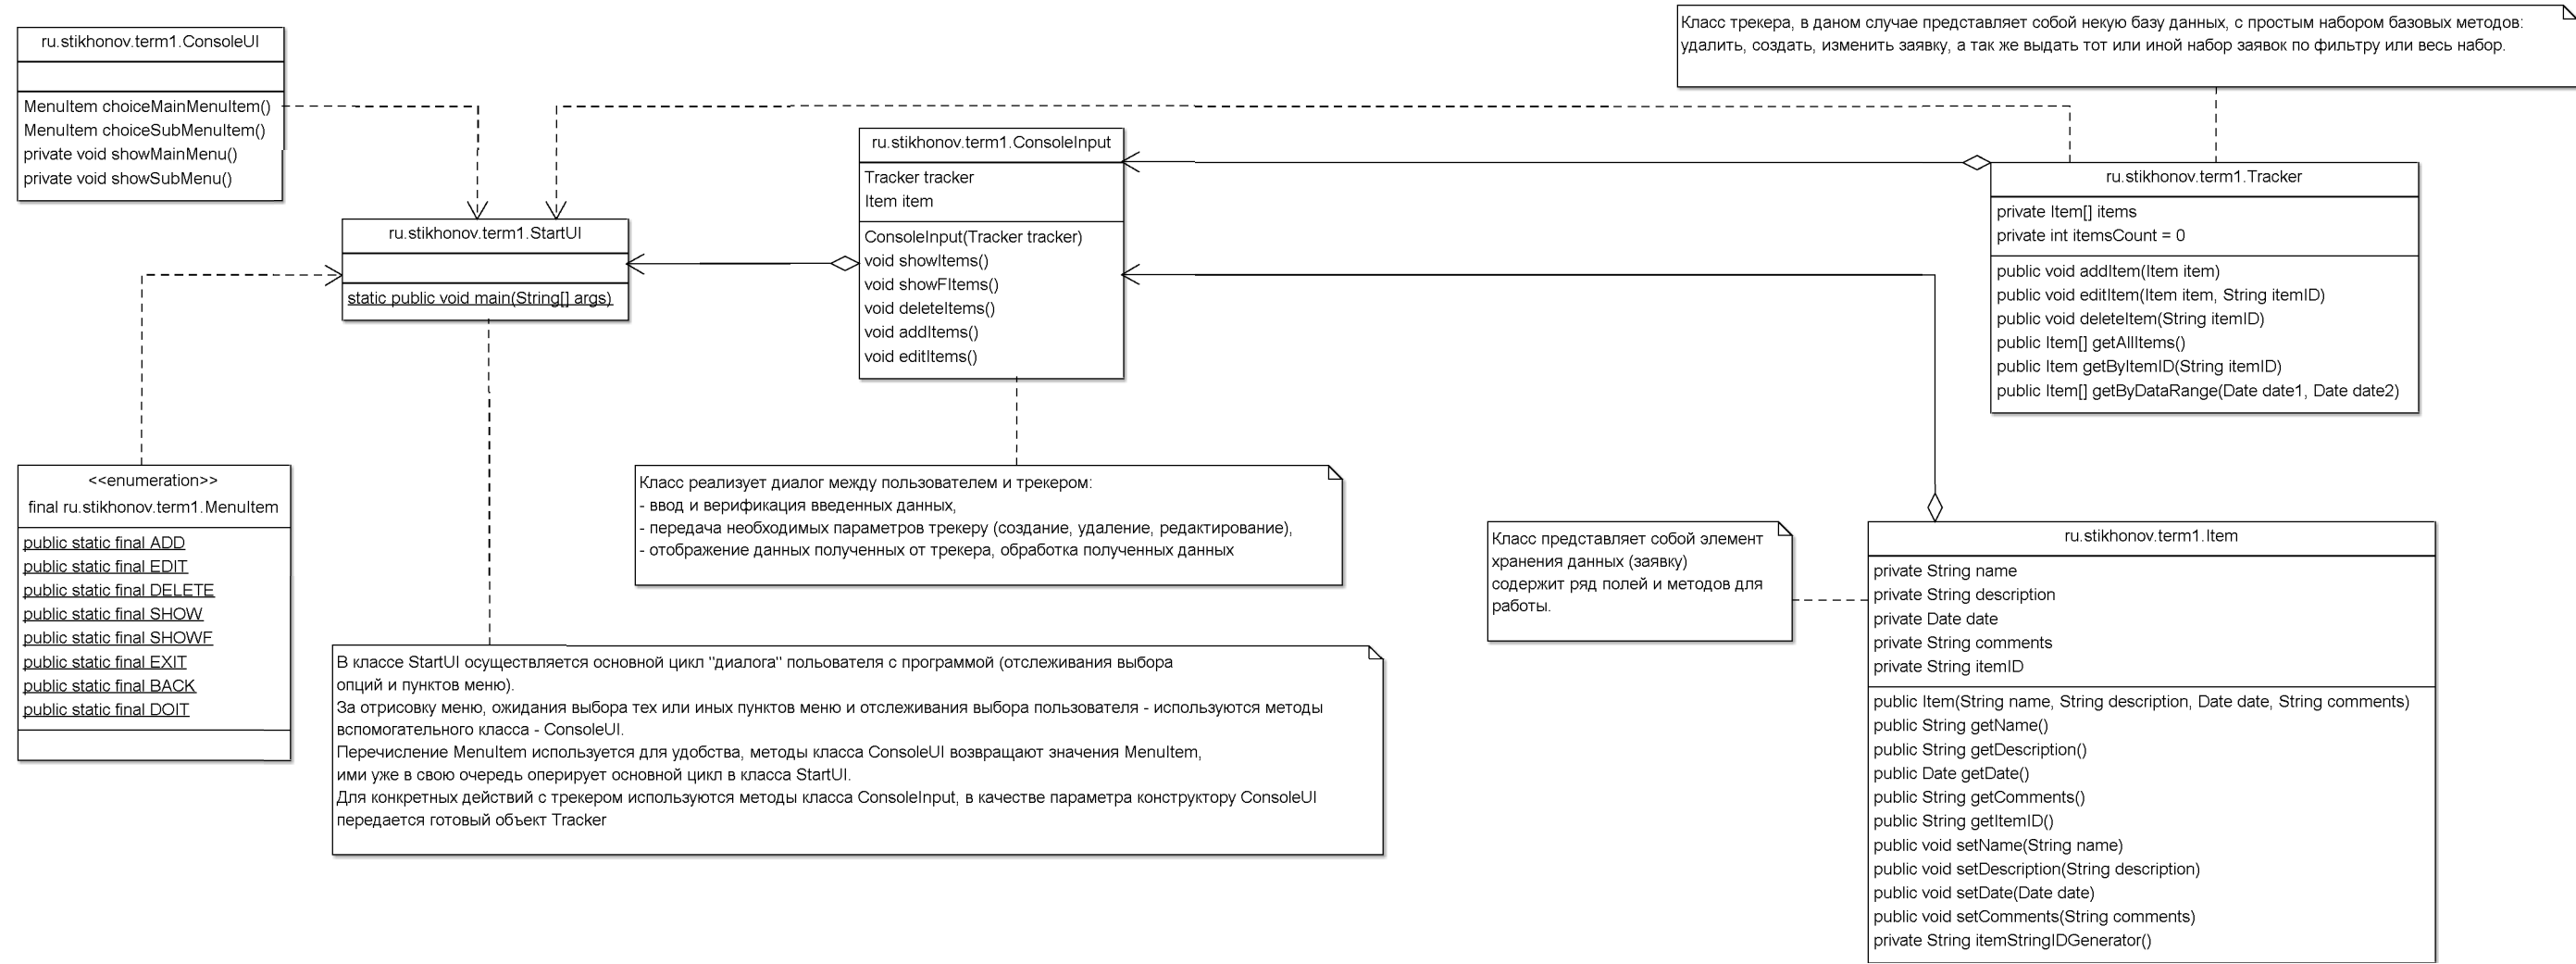 ru.stikhonov.term1.ConsoleUI
MenuItem choiceMainMenuItem()
MenuItem choiceSubMenuItem()
private void showMainMenu()
private void showSubMenu()
Класс трекера, в даном случае представляет собой некую базу данных, с простым набором базовых методов:
удалить, создать, изменить заявку, а так же выдать тот или иной набор заявок по фильтру или весь набор.
ru.stikhonov.term1.StartUI
static public void main(String[] args)
ru.stikhonov.term1.ConsoleInput
Tracker tracker
Item item
ConsoleInput(Tracker tracker)
void showItems()
void showFItems()
void deleteItems()
void addItems()
void editItems()
ru.stikhonov.term1.Tracker
private Item[] items
private int itemsCount = 0
public void addItem(Item item)
public void editItem(Item item, String itemID)
public void deleteItem(String itemID)
public Item[] getAllItems()
public Item getByItemID(String itemID)
public Item[] getByDataRange(Date date1, Date date2)
<<enumeration>>
final ru.stikhonov.term1.MenuItem
public static final ADD
public static final EDIT
public static final DELETE
public static final SHOW
public static final SHOWF
public static final EXIT
public static final BACK
public static final DOIT
Класс реализует диалог между пользователем и трекером:
- ввод и верификация введенных данных,
- передача необходимых параметров трекеру (создание, удаление, редактирование),
- отображение данных полученных от трекера, обработка полученных данных
В классе StartUI осуществляется основной цикл "диалога" пользователя с программой (отслеживания выбора
опций и пунктов меню).
За отрисовку меню, ожидания выбора тех или иных пунктов меню и отслеживания выбора пользователя - используются методы
вспомогательного класса - ConsoleUI.
Перечисление MenuItem используется для удобства, методы класса ConsoleUI возвращают значения MenuItem,
ими уже в свою очередь оперирует основной цикл в класса StartUI.
Для конкретных действий с трекером используются методы класса ConsoleInput, в качестве параметра конструктору ConsoleUI
передается готовый объект Tracker
Класс представляет собой элемент
хранения данных (заявку)
содержит ряд полей и методов для
работы.
ru.stikhonov.term1.Item
private String name
private String description
private Date date
private String comments
private String itemID
public Item(String name, String description, Date date, String comments)
public String getName()
public String getDescription()
public Date getDate()
public String getComments()
public String getItemID()
public void setName(String name)
public void setDescription(String description)
public void setDate(Date date)
public void setComments(String comments)
private String itemStringIDGenerator()